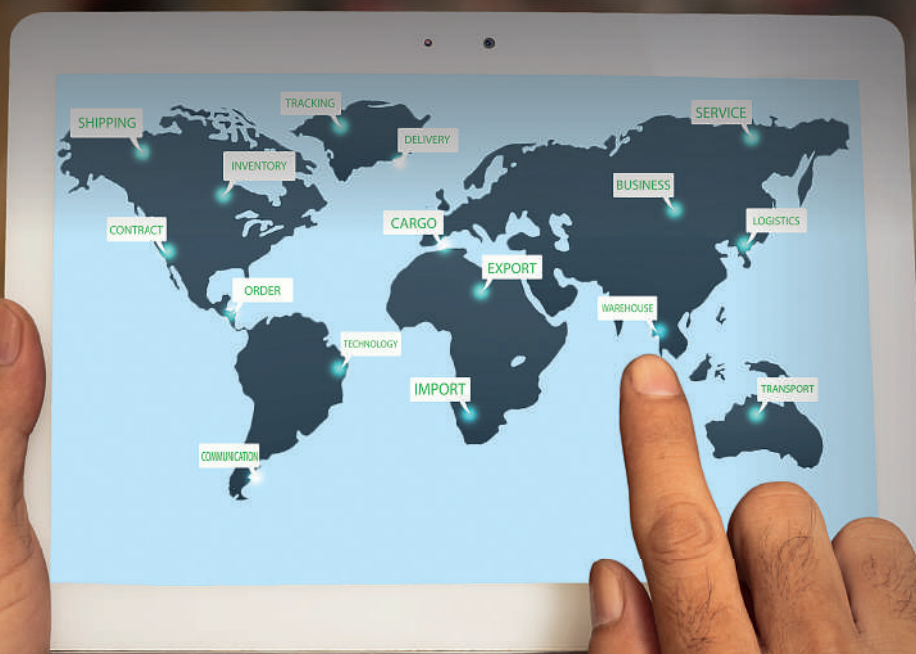 TRACKING
SERVICE
SHIPPING
DELIVERY
INVENTORY
BUSINESS
LOGISTICS
CARGO
CONTRACT
EXPORT
ORDER
WAREHOUSE
TECHNOLOGY
IMPORT
TRANSPORT
COMMUNICATION